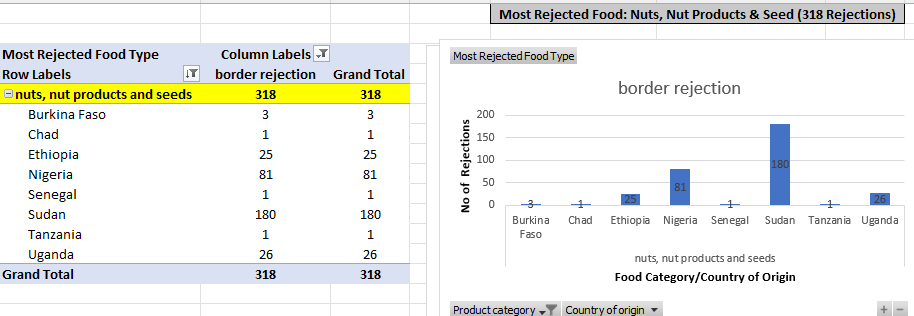 Most Rejected Food: Nuts, Nut Products & Seed (318 Rejections)
Most Rejected Food Type Column Labels
Row Labels border rejection Grand Total
nuts, nut products and seeds 318 318
Burkina Faso 3 3
Chad 1 1
Ethiopia 25 25
Nigeria 81 81
Senegal 1 1
Sudan 180 180
Tanzania 1 1
Uganda 26 26
Grand Total 318 318
Most Rejected Food Type
border rejection
No of Rejections
200
150
100
50
0
3 1 25 81 1 180 1 26
Burkina Faso Chad Ethiopia Nigeria Senegal Sudan Tanzania Uganda
nuts, nut products and seeds
Food Category/Country of Origin
Product category Country of origin